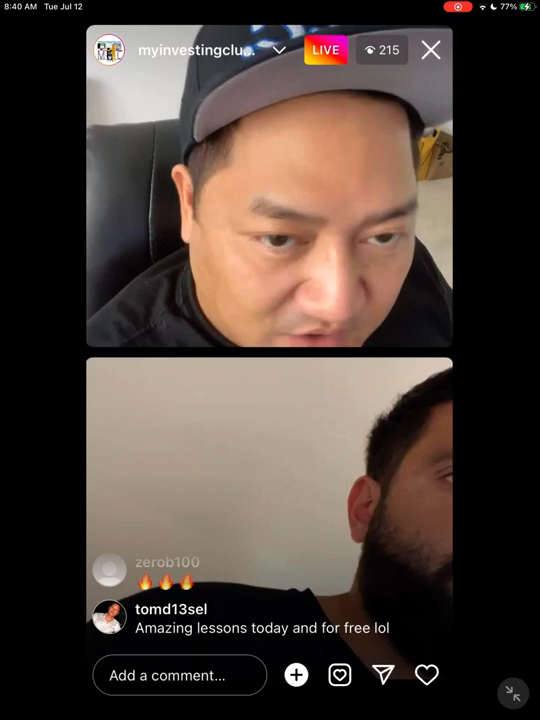 8:40 AM Tue Jul 12
77%
myinvestingclu...
LIVE
215
zerob100
🔥🔥🔥
tomd13sel
Amazing lessons today and for free lol
Add a comment...